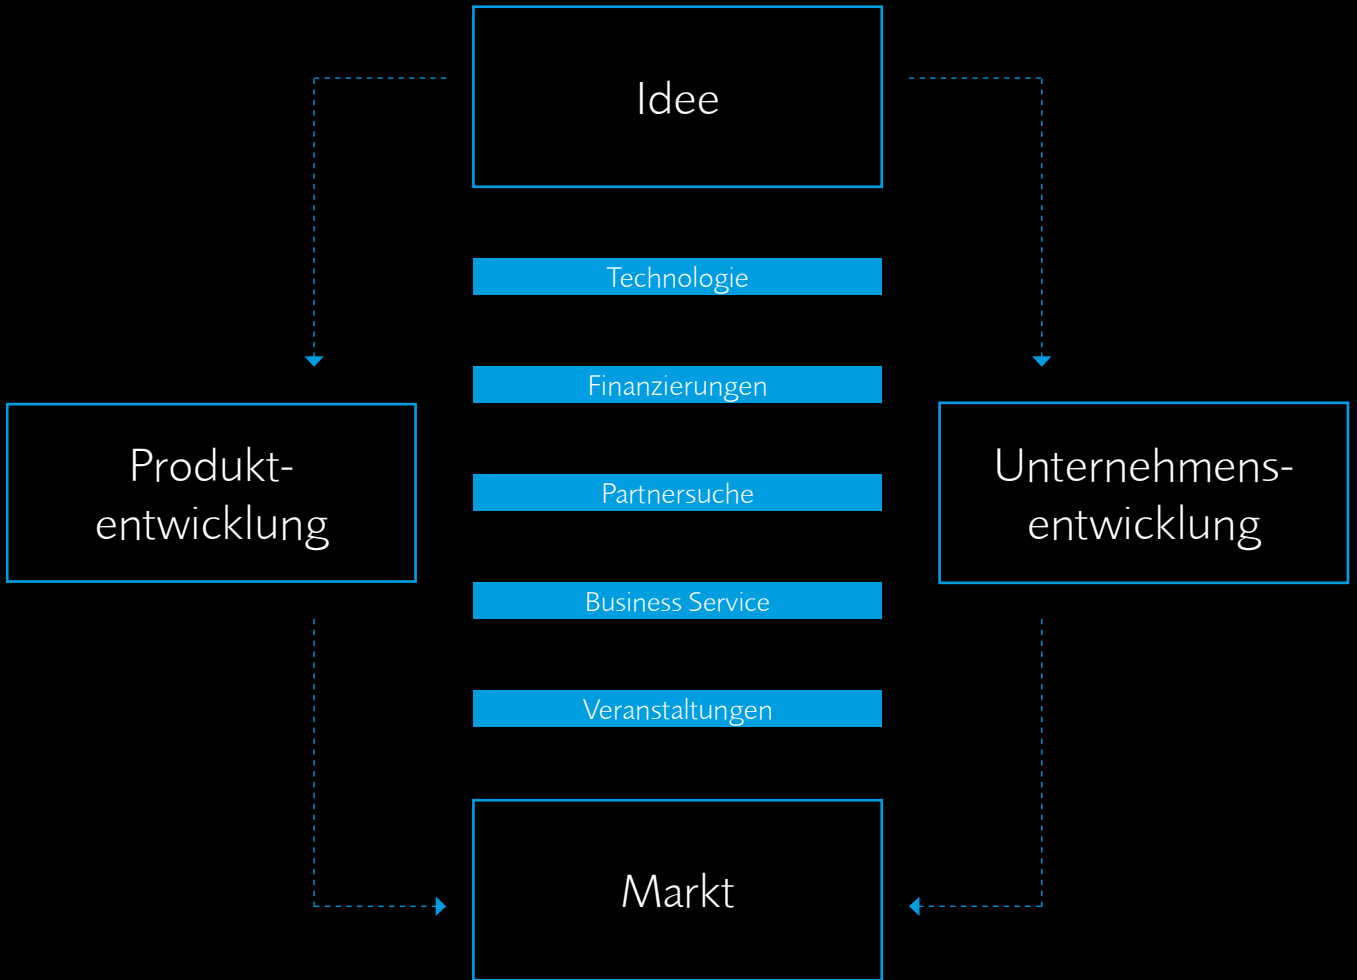 Idee
Technologie
Finanzierungen
Produkt-
entwicklung
Partnersuche
Unternehmens-
entwicklung
Business Service
Veranstaltungen
Markt